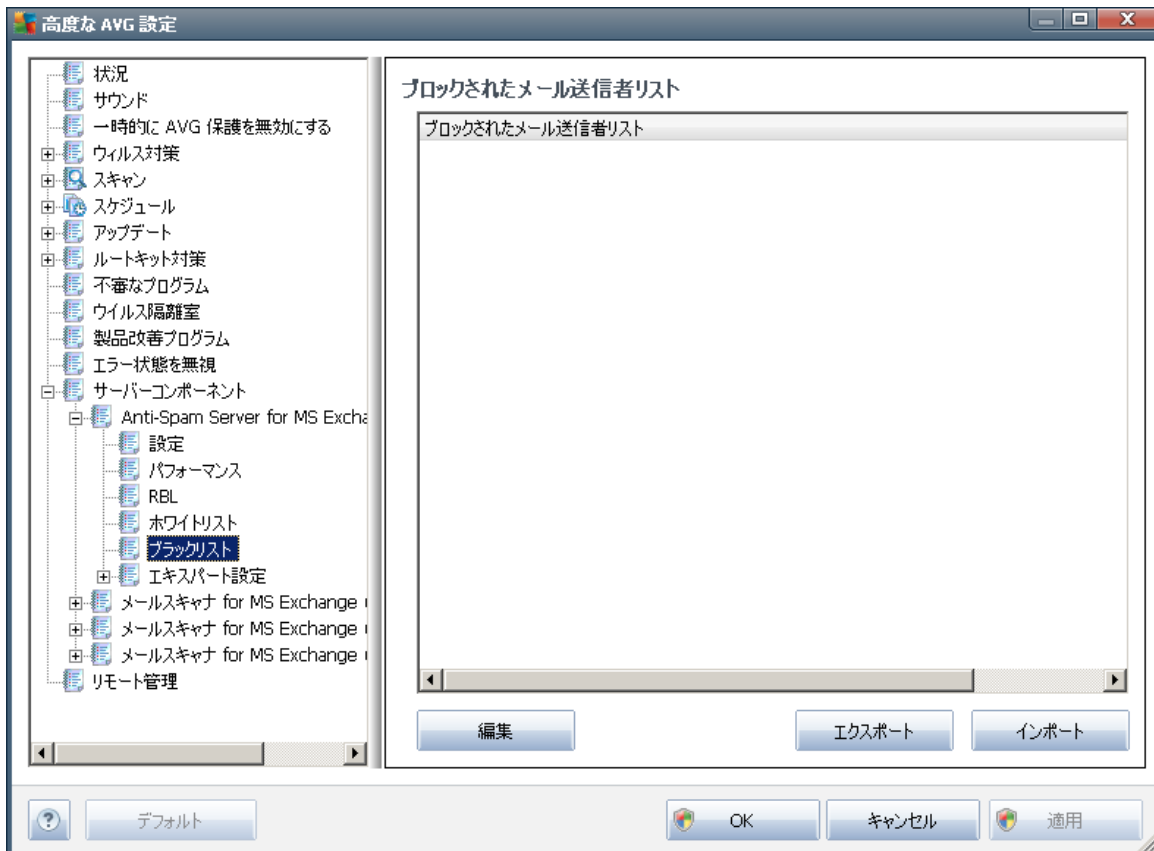 高度な AVG 設定
状況
サウンド
一時的に AVG 保護を無効にする
ウィルス対策
スキャン
スケジュール
アップデート
ルートキット対策
不審なプログラム
ウイルス隔離室
製品改善プログラム
エラー状態を無視
サーバーコンポーネント
Anti-Spam Server for MS Excha
設定
パフォーマンス
RBL
ホワイトリスト
ブラックリスト
エキスパート設定
メールスキャナ for MS Exchange
メールスキャナ for MS Exchange
メールスキャナ for MS Exchange
リモート管理
ブロックされたメール送信者リスト
ブロックされたメール送信者リスト
編集
エクスポート
インポート
?
デフォルト
OK
キャンセル
適用